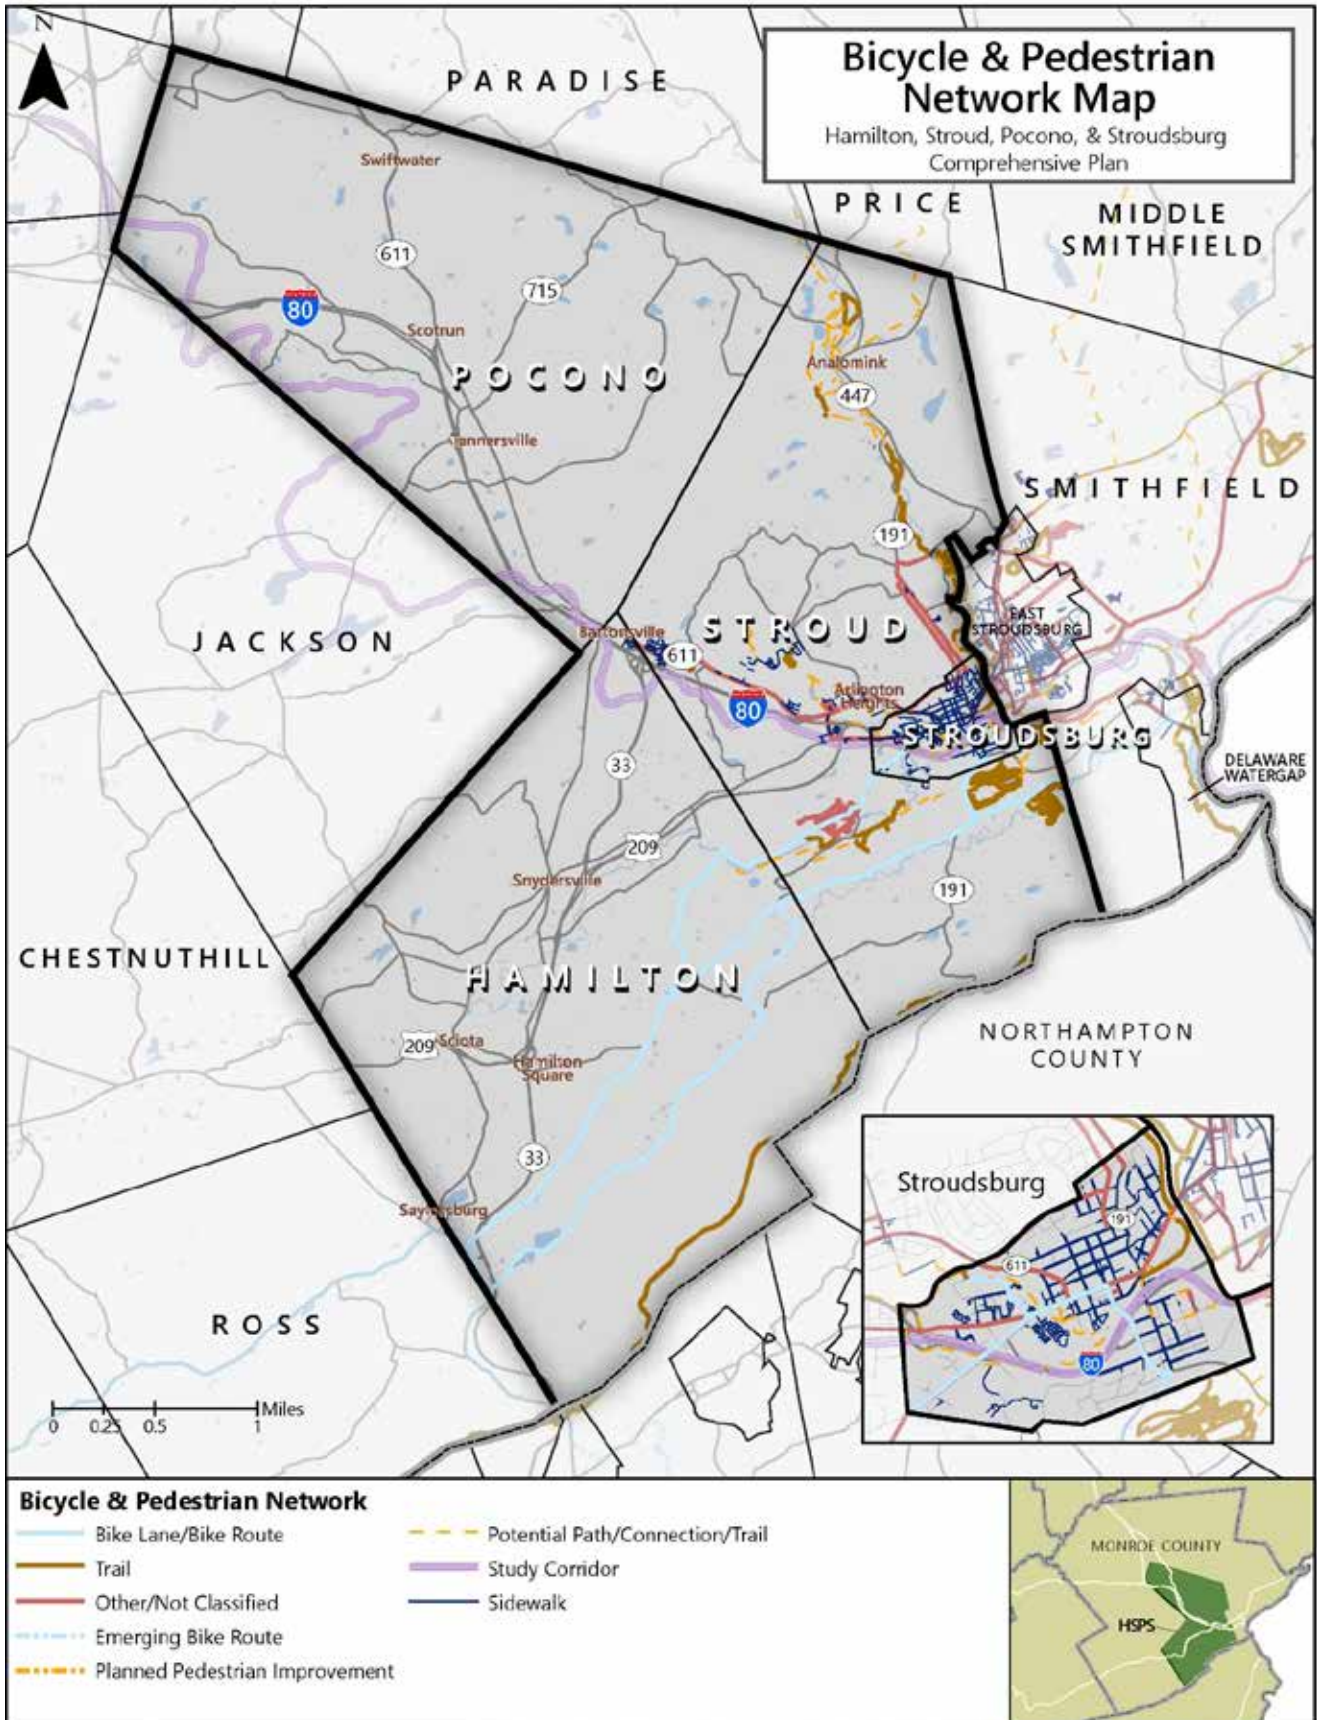 N
Bicycle & Pedestrian
Network Map
Hamilton, Stroud, Pocono, & Stroudsburg
Comprehensive Plan
PARADISE
PRICE
MIDDLE
SMITHFIELD
Swiftwater
611
715
80
Scotrun
POCONO
Analomink
447
Tannersville
SMITHFIELD
191
JACKSON
Bartonsville
STROUD
EAST
STROUDSBURG
611
Arlington
Heights
80
STROUDSBURG
33
DELAWARE
WATERGAP
209
Snydersville
191
CHESTNUTHILL
HAMILTON
209
Sciota
Hamilton
Square
NORTHAMPTON
COUNTY
33
Saylorsburg
ROSS
Stroudsburg
191
611
80
0 0.25 0.5 1 Miles
Bicycle & Pedestrian Network
Bike Lane/Bike Route
Trail
Other/Not Classified
Emerging Bike Route
Planned Pedestrian Improvement
Potential Path/Connection/Trail
Study Corridor
Sidewalk
MONROE COUNTY
HSPS